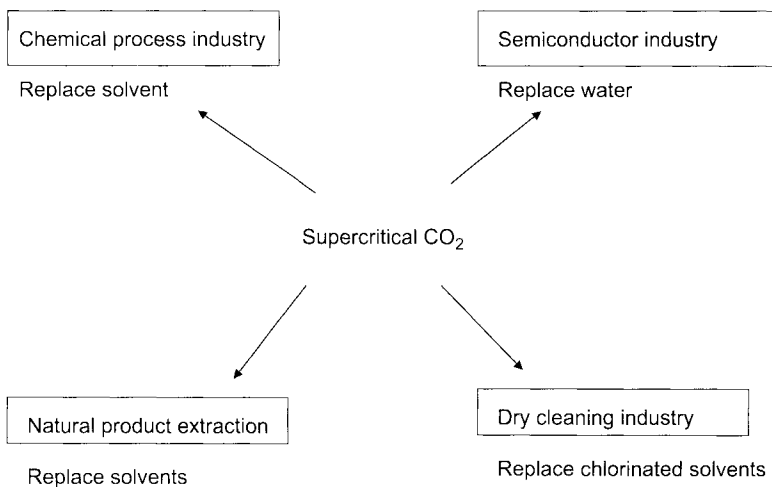 Chemical process industry
Semiconductor industry
Replace solvent
Replace water
Supercritical CO₂
Natural product extraction
Dry cleaning industry
Replace solvents
Replace chlorinated solvents